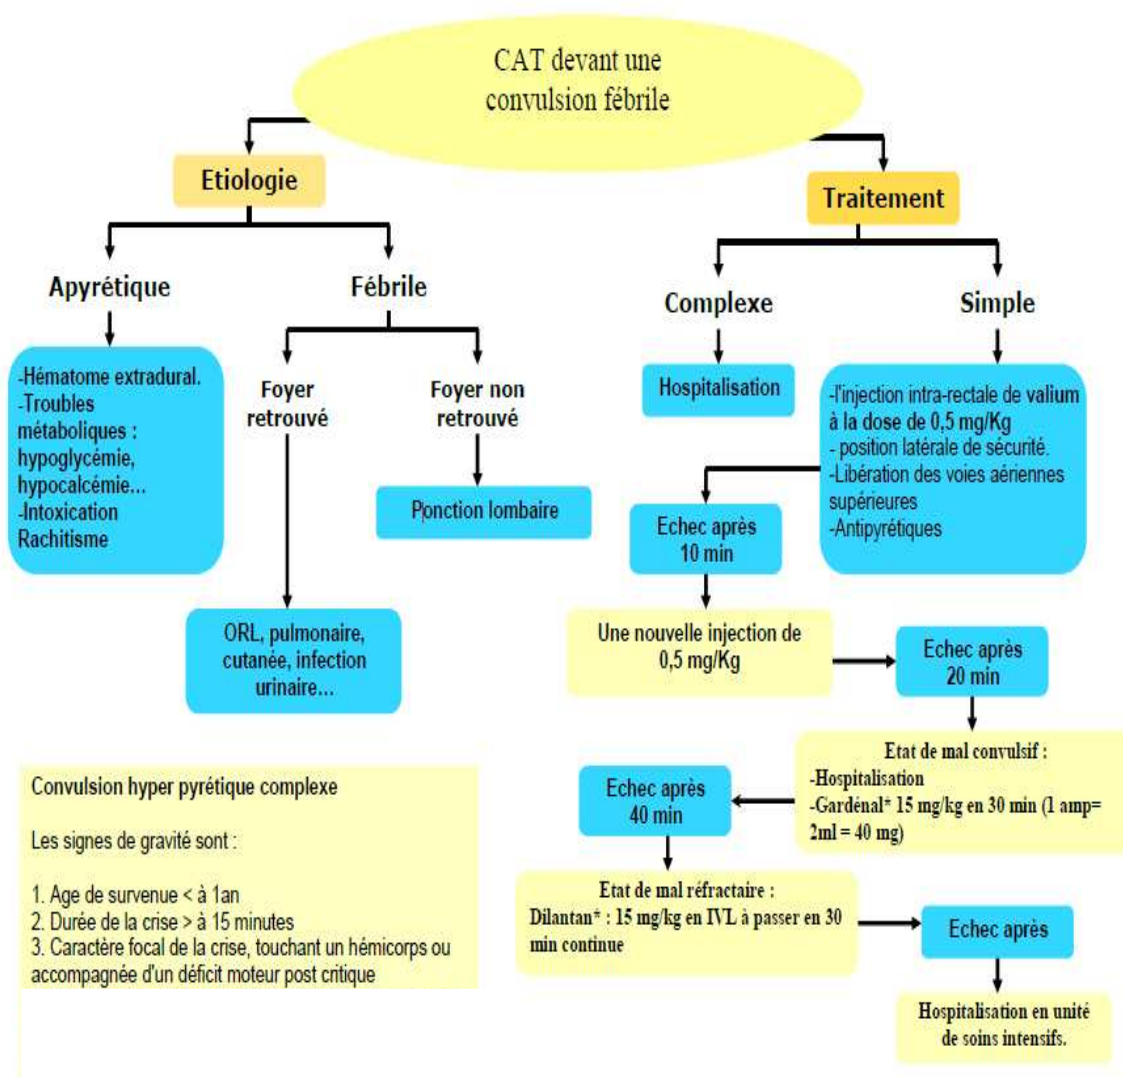 CAT devant une
convulsion fébrile
Etiologie
Traitement
Apyrétique
Fébrile
Complexe
Simple
-Hématome extradural.
-Troubles
métaboliques :
hypoglycémie,
hypocalcémie...
-Intoxication
Rachitisme
Foyer
retrouvé
Foyer non
retrouvé
Hospitalisation
-l'injection intra-rectale de valium
à la dose de 0,5 mg/Kg
- position latérale de sécurité.
-Libération des voies aériennes
supérieures
-Antipyrétiques
Ponction lombaire
Echec après
10 min
ORL, pulmonaire,
cutanée, infection
urinaire...
Une nouvelle injection de
0,5 mg/Kg
Echec après
20 min
Etat de mal convulsif :
-Hospitalisation
-Gardénal* 15 mg/kg en 30 min (1 amp=
2ml = 40 mg)
Echec après
40 min
Etat de mal réfractaire :
Dilantan* : 15 mg/kg en IVL à passer en 30
min continue
Echec après
Hospitalisation en unité
de soins intensifs.
Convulsion hyper pyrétique complexe
Les signes de gravité sont :
1. Age de survenue < à 1an
2. Durée de la crise > à 15 minutes
3. Caractère focal de la crise, touchant un hémicorps ou
accompagnée d'un déficit moteur post critique